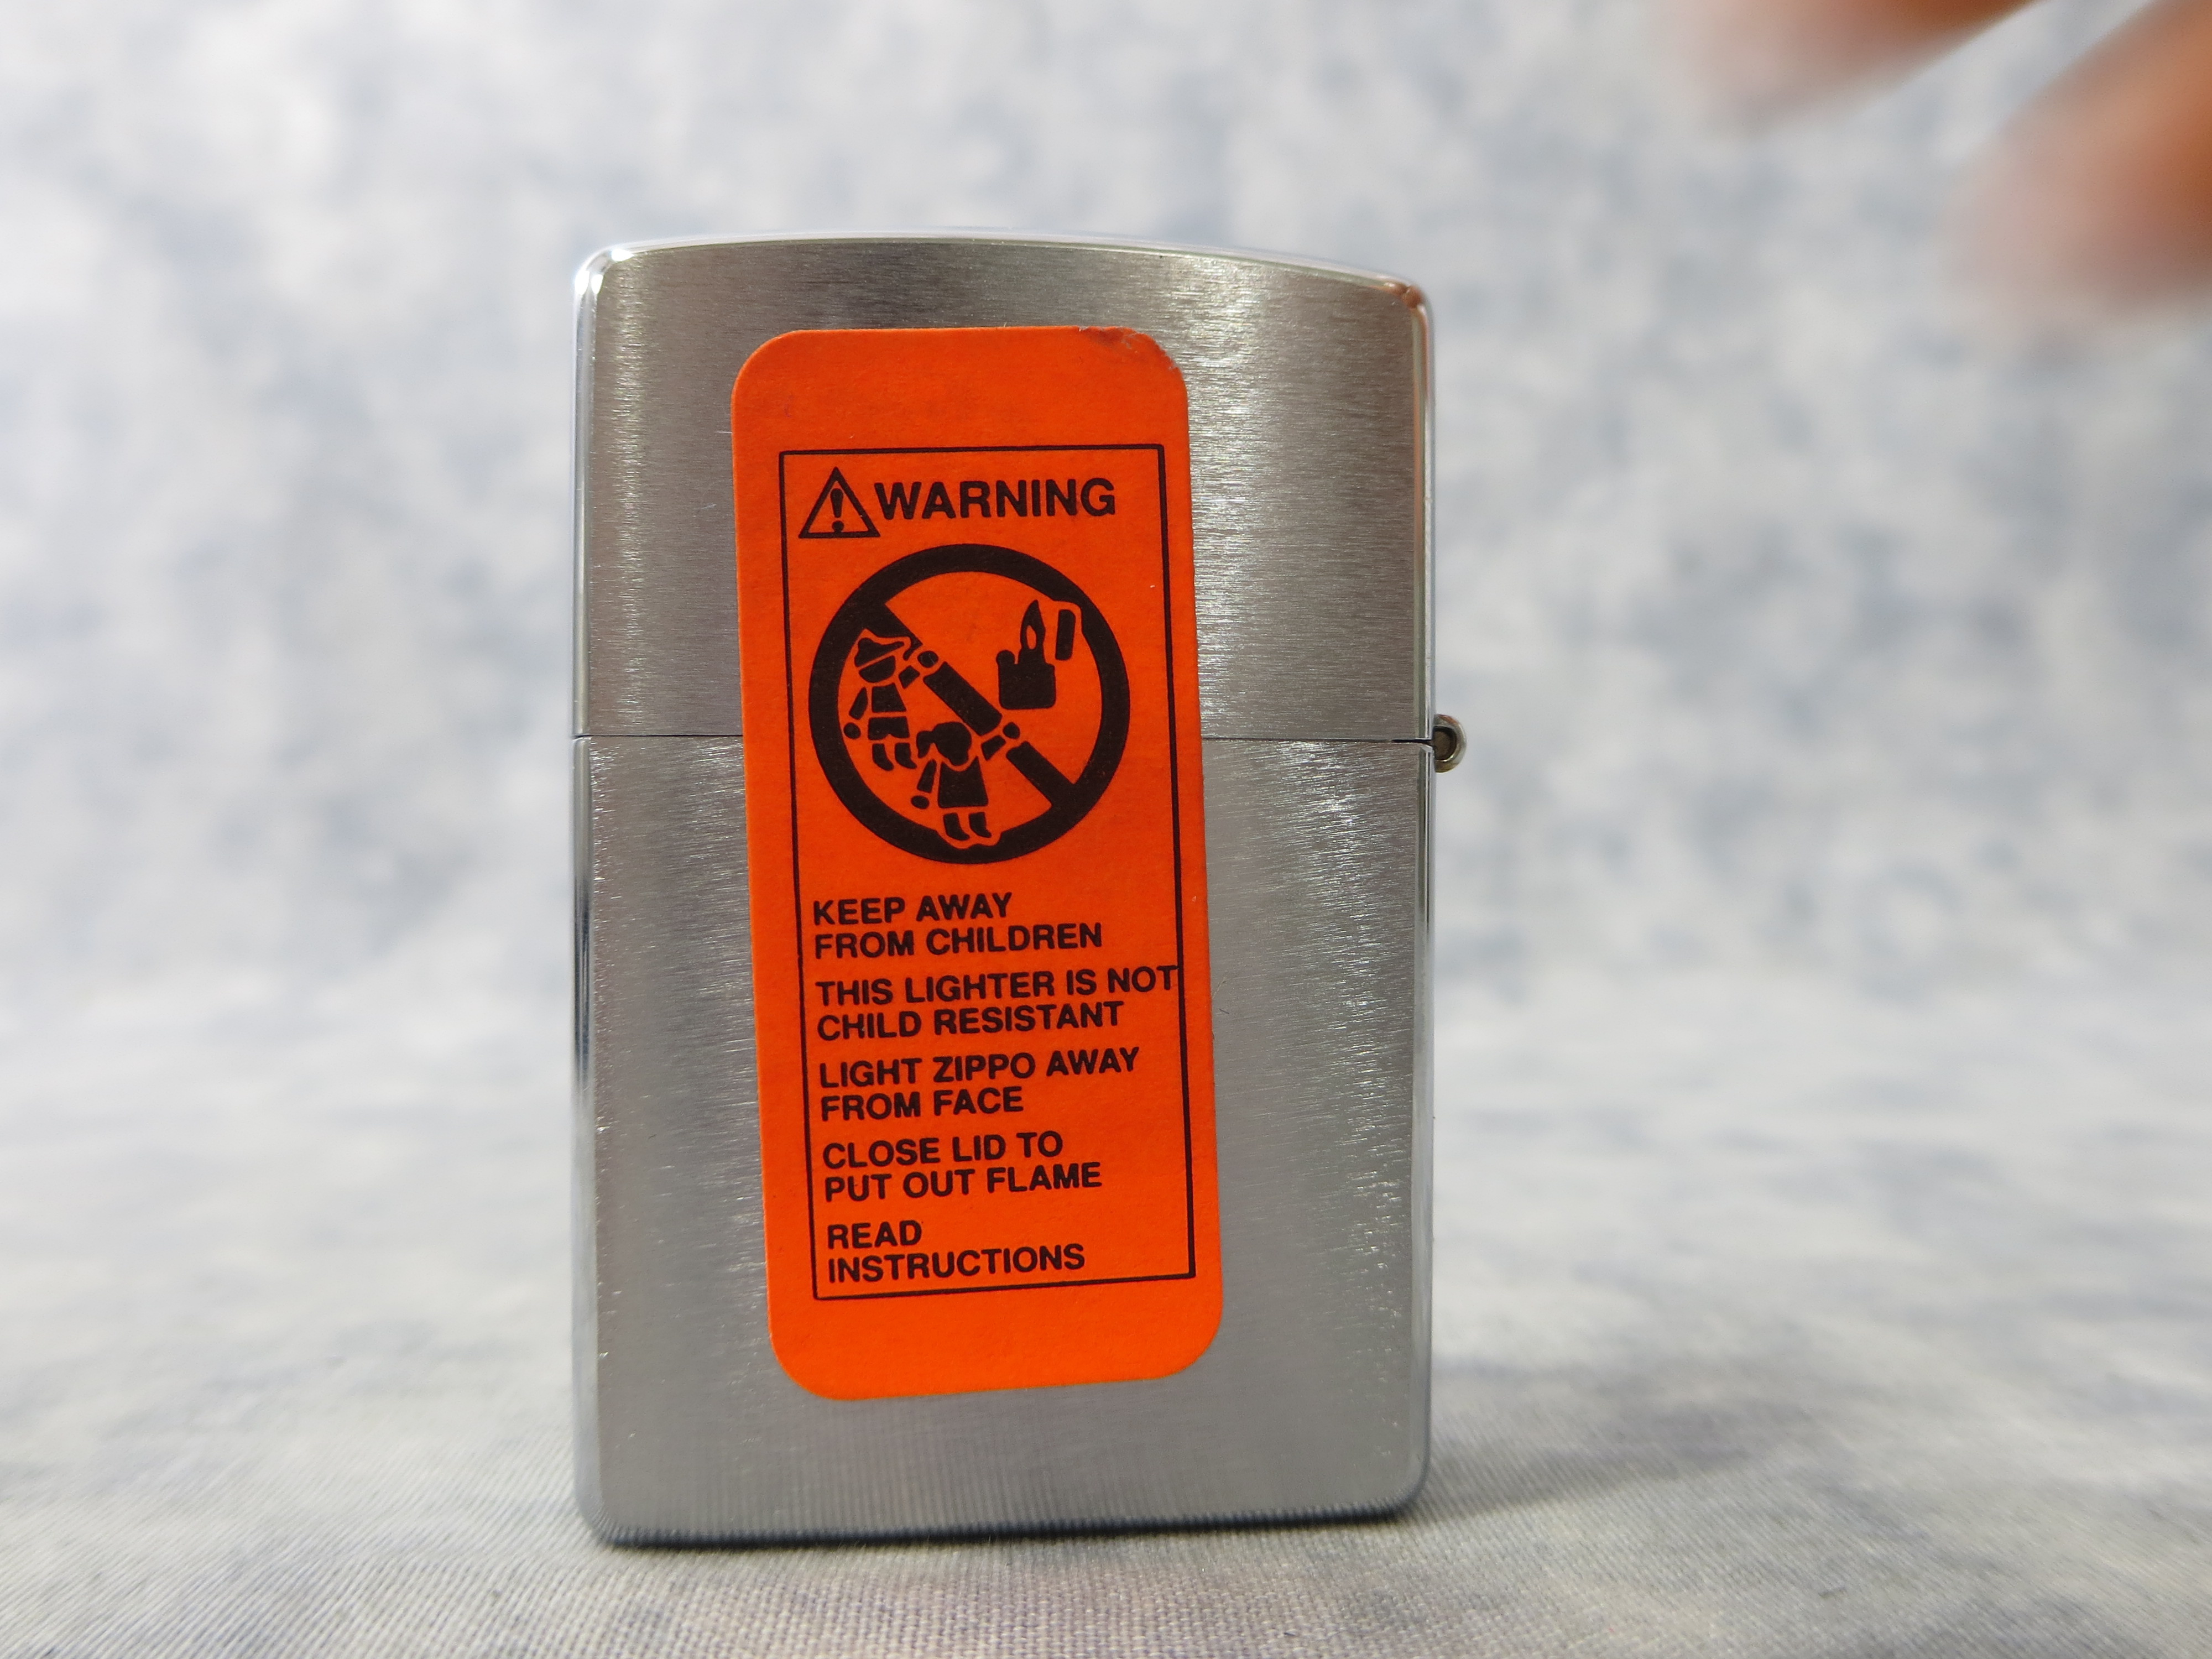 WARNING
KEEP AWAY
FROM CHILDREN
THIS LIGHTER IS NOT
CHILD RESISTANT
LIGHT ZIPPO AWAY
FROM FACE
CLOSE LID TO
PUT OUT FLAME
READ
INSTRUCTIONS